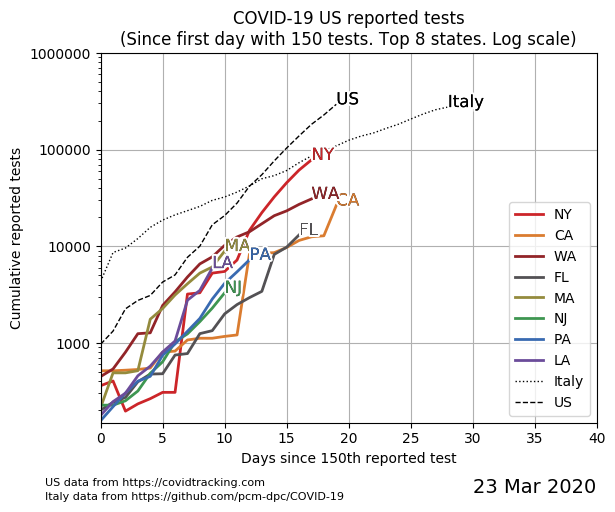 COVID-19 US reported tests
(Since first day with 150 tests. Top 8 states. Log scale)
Cumulative reported tests
1000000
100000
10000
1000
US
Italy
NY
WA
CA
FL
MA
PA
LA
NJ
NY
CA
WA
FL
MA
NJ
PA
LA
Italy
US
0 5 10 15 20 25 30 35 40
Days since 150th reported test
US data from https://covidtracking.com
Italy data from https://github.com/pcm-dpc/COVID-19
23 Mar 2020